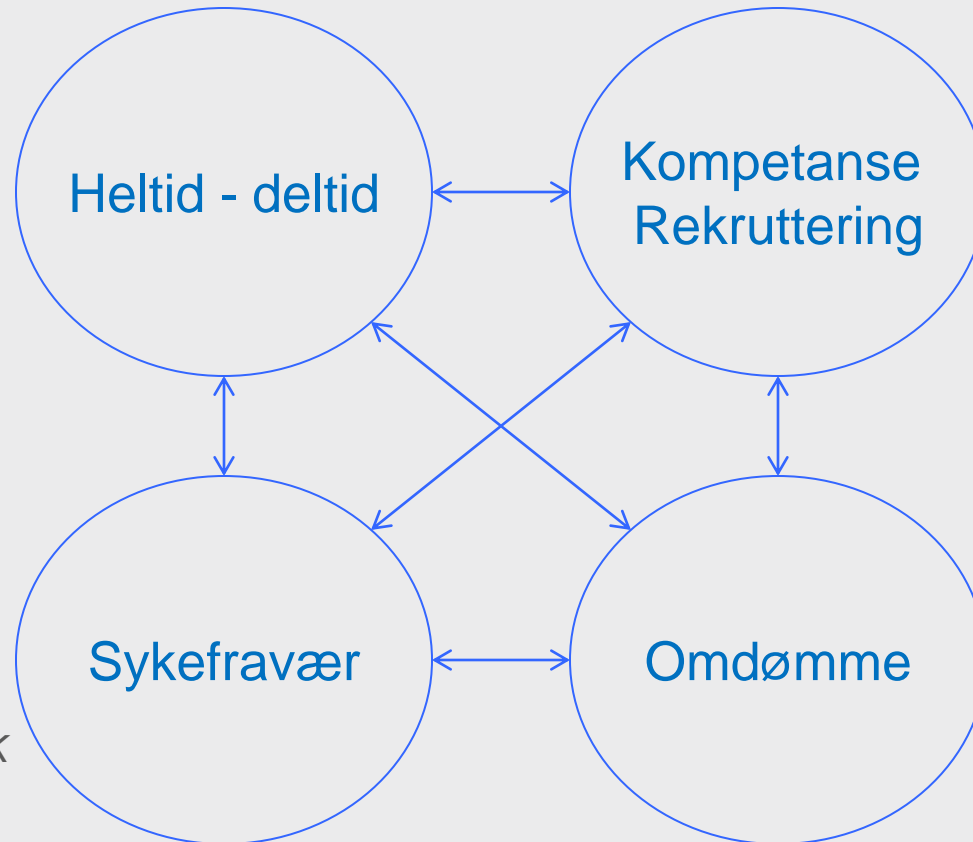 Heltid - deltid
Kompetanse
Rekruttering
Sykefravær
Omdømme
k